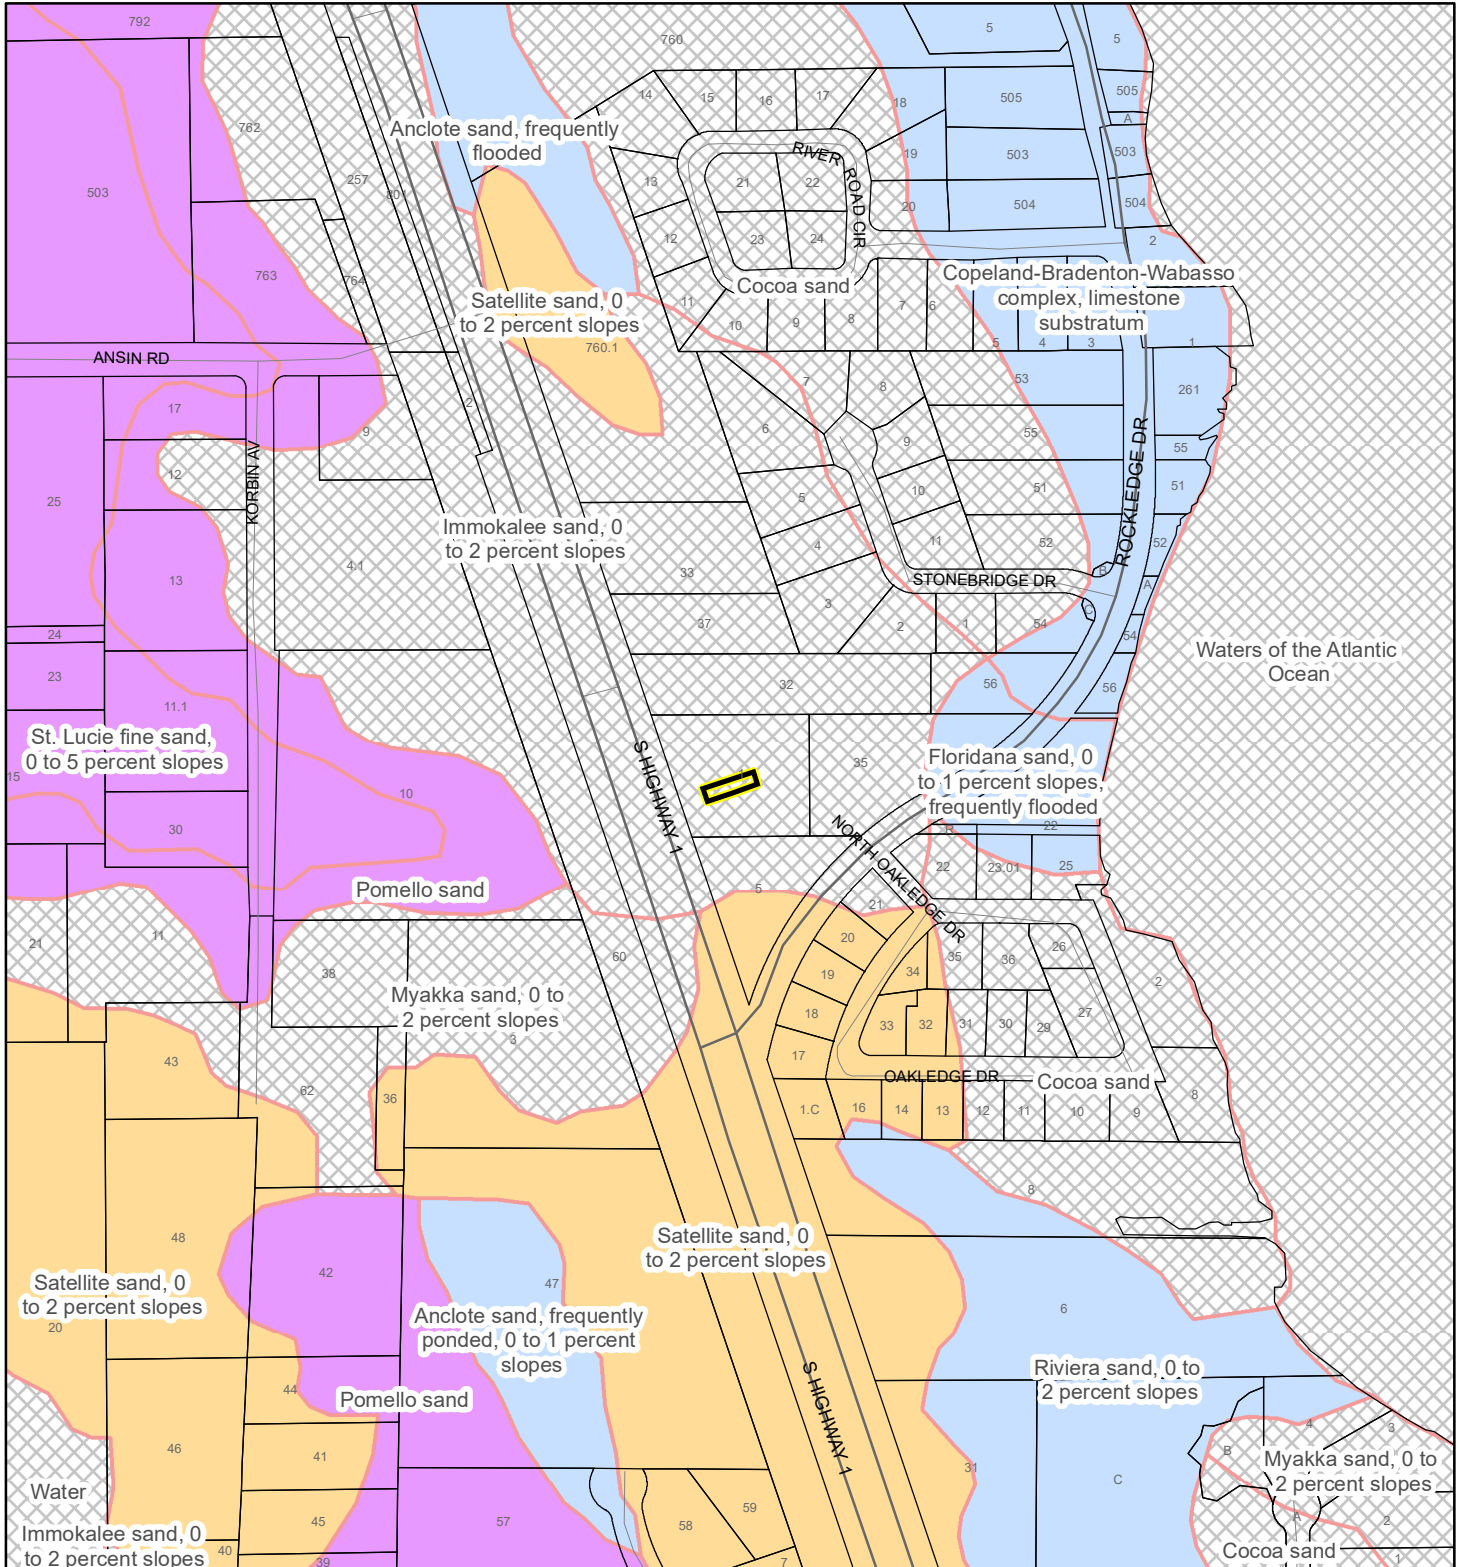 792
760
5
5
14
15
16
17
18
505
505
A
762
Anclote sand, frequently
flooded
RIVER ROAD CIR
19
503
503
503
257
801
13
21
22
20
504
504
12
23
24
2
763
764
Cocoa sand
Copeland-Bradenton-Wabasso
complex, limestone
substratum
Satellite sand, 0
to 2 percent slopes
11
10
9
8
7
6
5
4
3
1
760.1
ANSIN RD
7
8
53
261
17
2
9
6
9
55
55
12
KORBIN AV
25
5
10
51
51
ROCKLEDGE DR
Immokalee sand, 0
to 2 percent slopes
4
11
52
52
4.1
13
33
B
STONEBRIDGE DR
A
3
C
24
37
2
1
54
54
Waters of the Atlantic
Ocean
23
32
56
56
11.1
St. Lucie fine sand,
0 to 5 percent slopes
S HIGHWAY 1
35
Floridana sand, 0
to 1 percent slopes,
frequently flooded
15
10
30
NORTH OAKLEDGE DR
22
22
23.01
25
Pomello sand
5
21
21
11
20
35
36
26
38
60
19
34
2
Myakka sand, 0 to
2 percent slopes
3
18
33
32
31
30
29
27
43
17
OAKLEDGE DR
Cocoa sand
62
36
1.C
16
14
13
12
11
10
9
8
8
48
Satellite sand, 0
to 2 percent slopes
42
47
Satellite sand, 0
to 2 percent slopes
6
20
Anclote sand, frequently
ponded, 0 to 1 percent
slopes
Riviera sand, 0 to
2 percent slopes
44
Pomello sand
S HIGHWAY 1
4
3
46
41
31
C
B
Myakka sand, 0 to
2 percent slopes
Water
45
57
58
59
A
2
Immokalee sand, 0
to 2 percent slopes
40
39
7
Cocoa sand